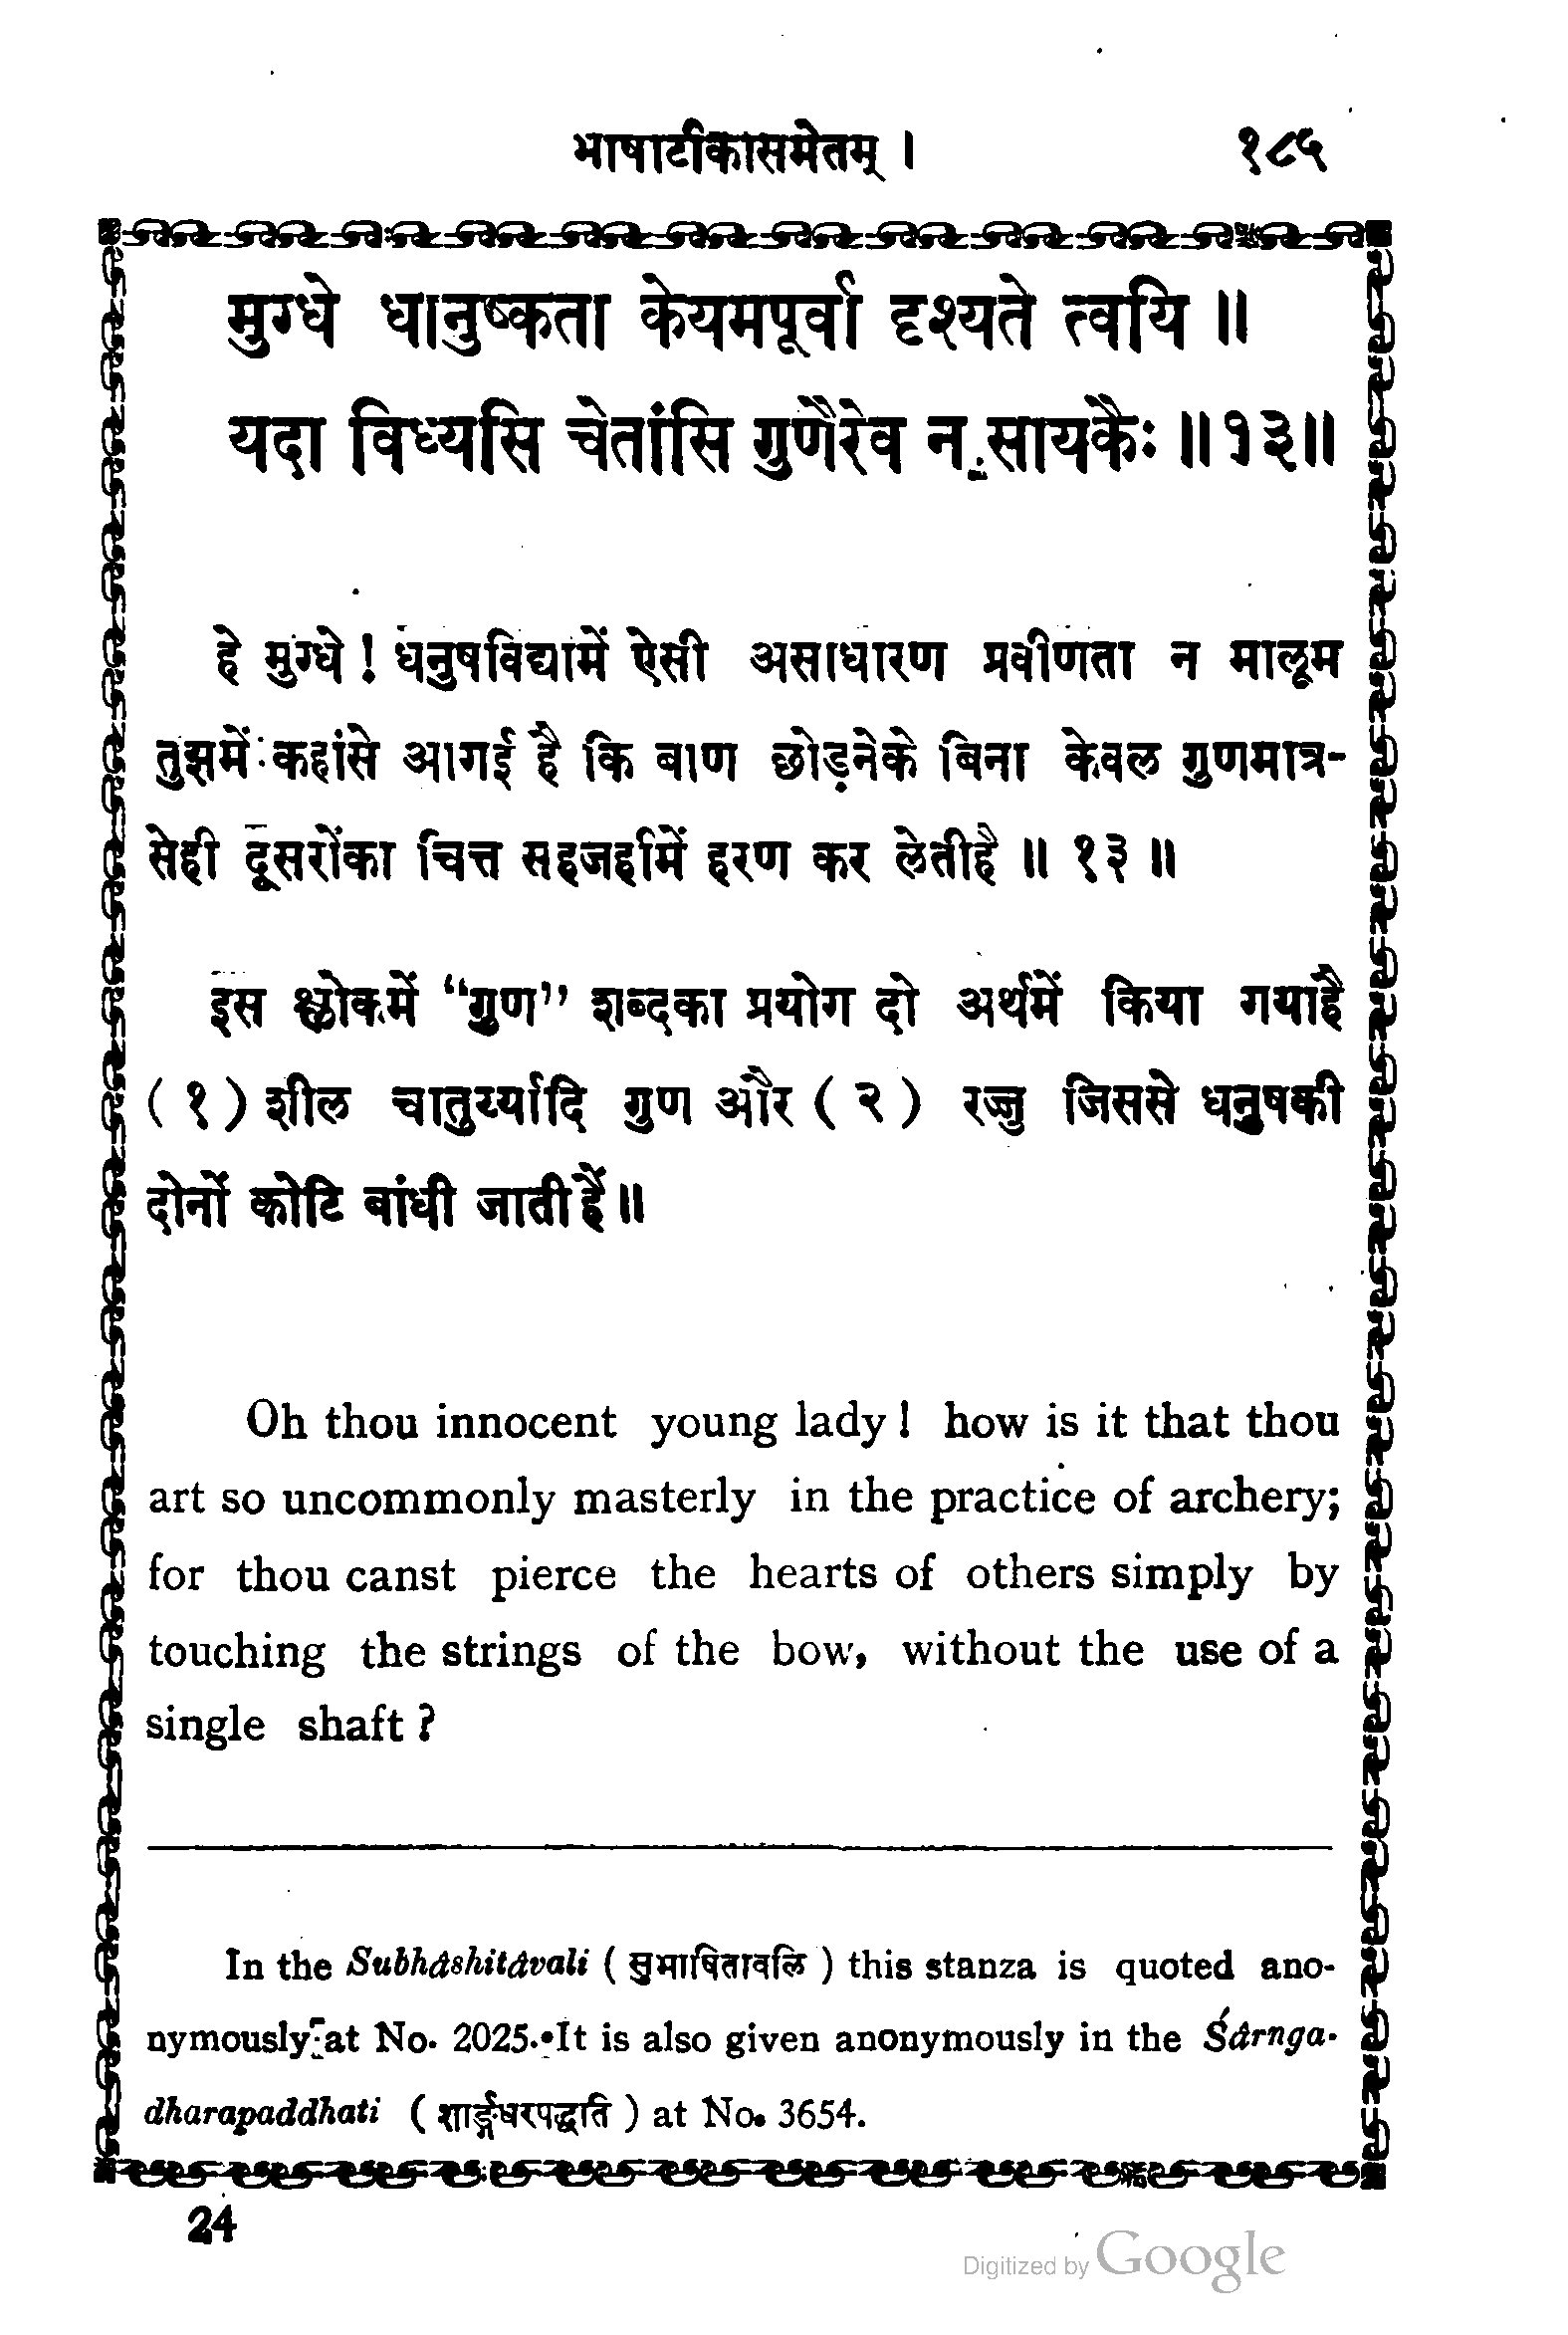 भाषाटीकासमेतम् । १८५
मुग्धे धानुष्कता केयमपूर्वा दृश्यते त्वयि ॥
यदा विध्यसि चेतांसि गुणैरेव न सायकैः ॥१३॥
हे मुग्धे ! धनुषविद्यामें ऐसी असाधारण प्रवीणता न मालूम
तुझमें कहांसे आगई है कि बाण छोड़नेके बिना केवल गुणमात्र-
सेही दूसरोंका चित्त सहजहीमें हरण कर लेतीहै ॥ १३ ॥
इस श्लोकमें “गुण” शब्दका प्रयोग दो अर्थमें किया गयाहै
( १ ) शील चातुर्य्यादि गुण और ( २ ) रज्जु जिससे धनुषकी
दोनों कोटि बांधी जातीहैं ॥
Oh thou innocent young lady ! how is it that thou
art so uncommonly masterly in the practice of archery;
for thou canst pierce the hearts of others simply by
touching the strings of the bow, without the use of a
single shaft ?
In the Subhâshitâvali ( सुभाषितावलि ) this stanza is quoted ano-
nymously at No. 2025. It is also given anonymously in the Śârnga-
dharapaddhati ( शार्ङ्गधरपद्धति ) at No. 3654.
24
Digitized by Google